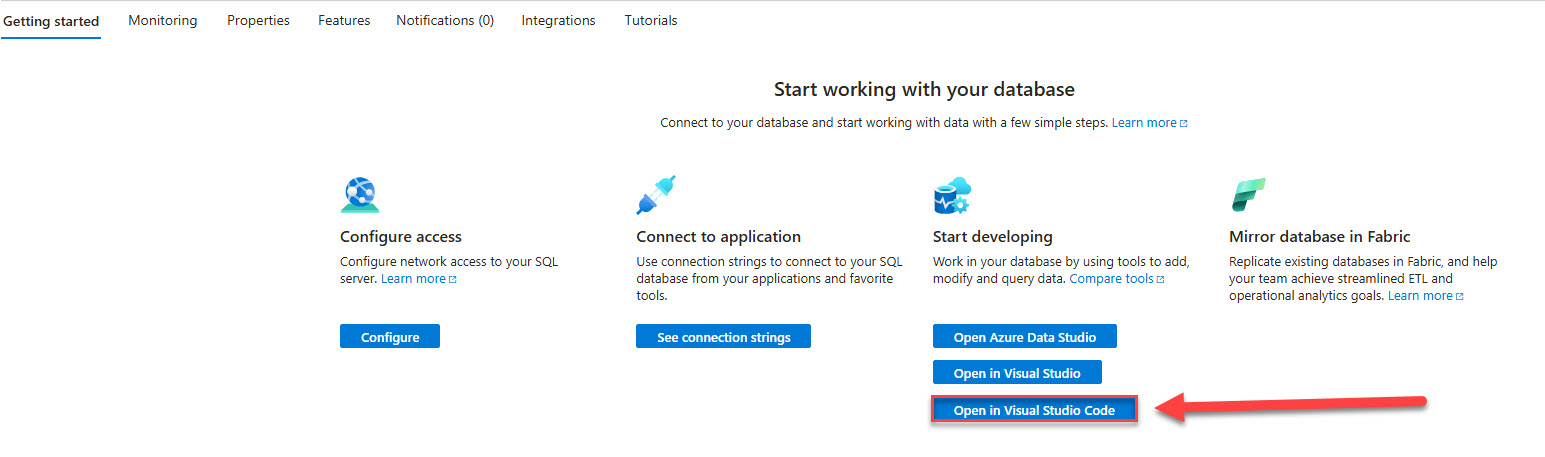 Getting started Monitoring Properties Features Notifications (0) Integrations Tutorials
Start working with your database
Connect to your database and start working with data with a few simple steps. Learn more
Configure access
Configure network access to your SQL
server. Learn more
Configure
Connect to application
Use connection strings to connect to your SQL
database from your applications and favorite
tools.
See connection strings
Start developing
Work in your database by using tools to add,
modify and query data. Compare tools
Open Azure Data Studio
Open in Visual Studio
Open in Visual Studio Code
Mirror database in Fabric
Replicate existing databases in Fabric, and help
your team achieve streamlined ETL and
operational analytics goals. Learn more